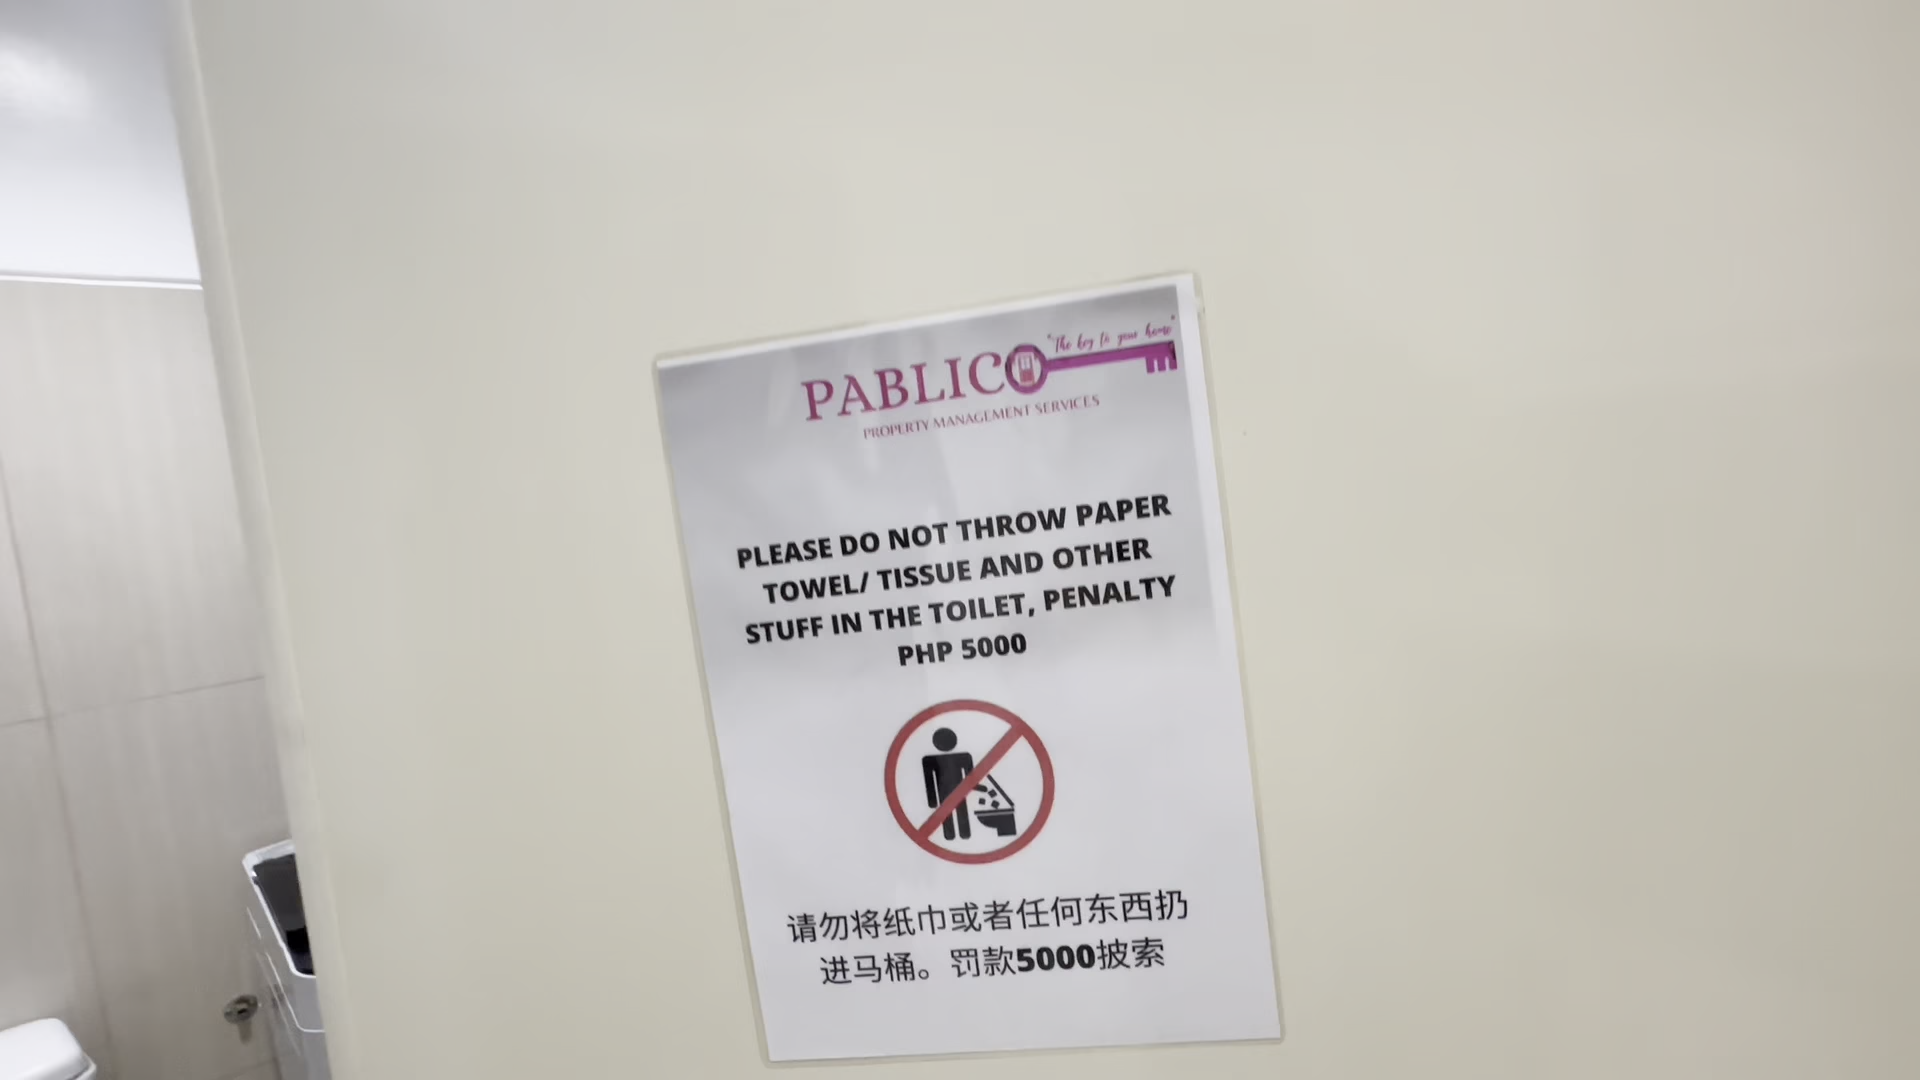 "The key to your home"
PABLICO
PROPERTY MANAGEMENT SERVICES
PLEASE DO NOT THROW PAPER
TOWEL/ TISSUE AND OTHER
STUFF IN THE TOILET, PENALTY
PHP 5000
请勿将纸巾或者任何东西扔
进马桶。罚款5000披索